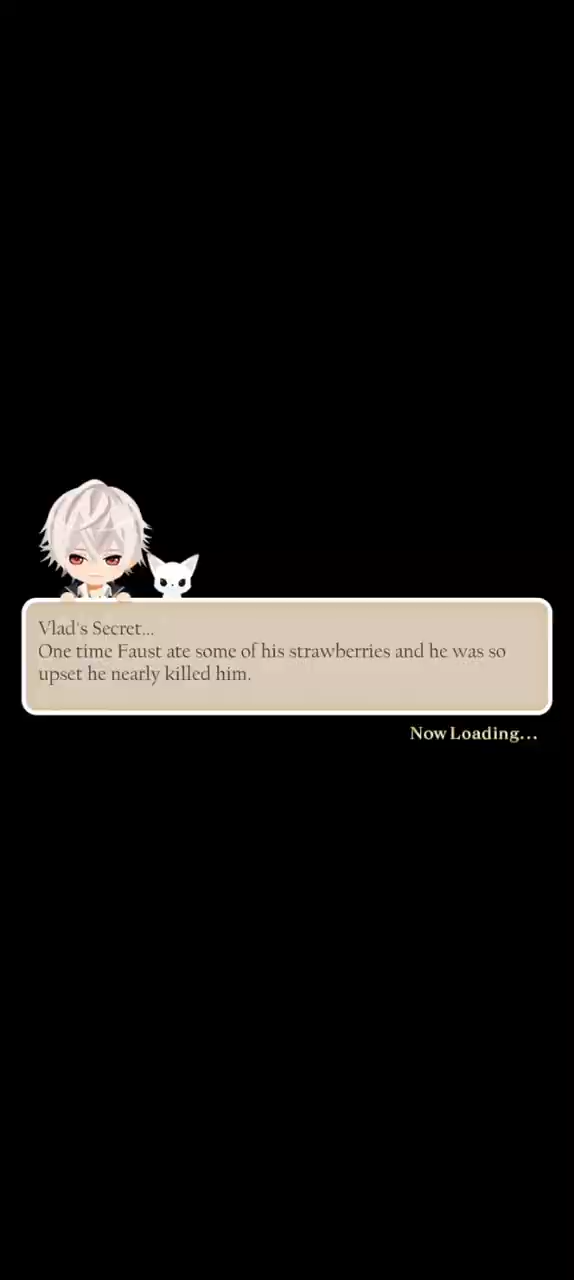 Vlad's Secret...
One time Faust ate some of his strawberries and he was so
upset he nearly killed him.
Now Loading...